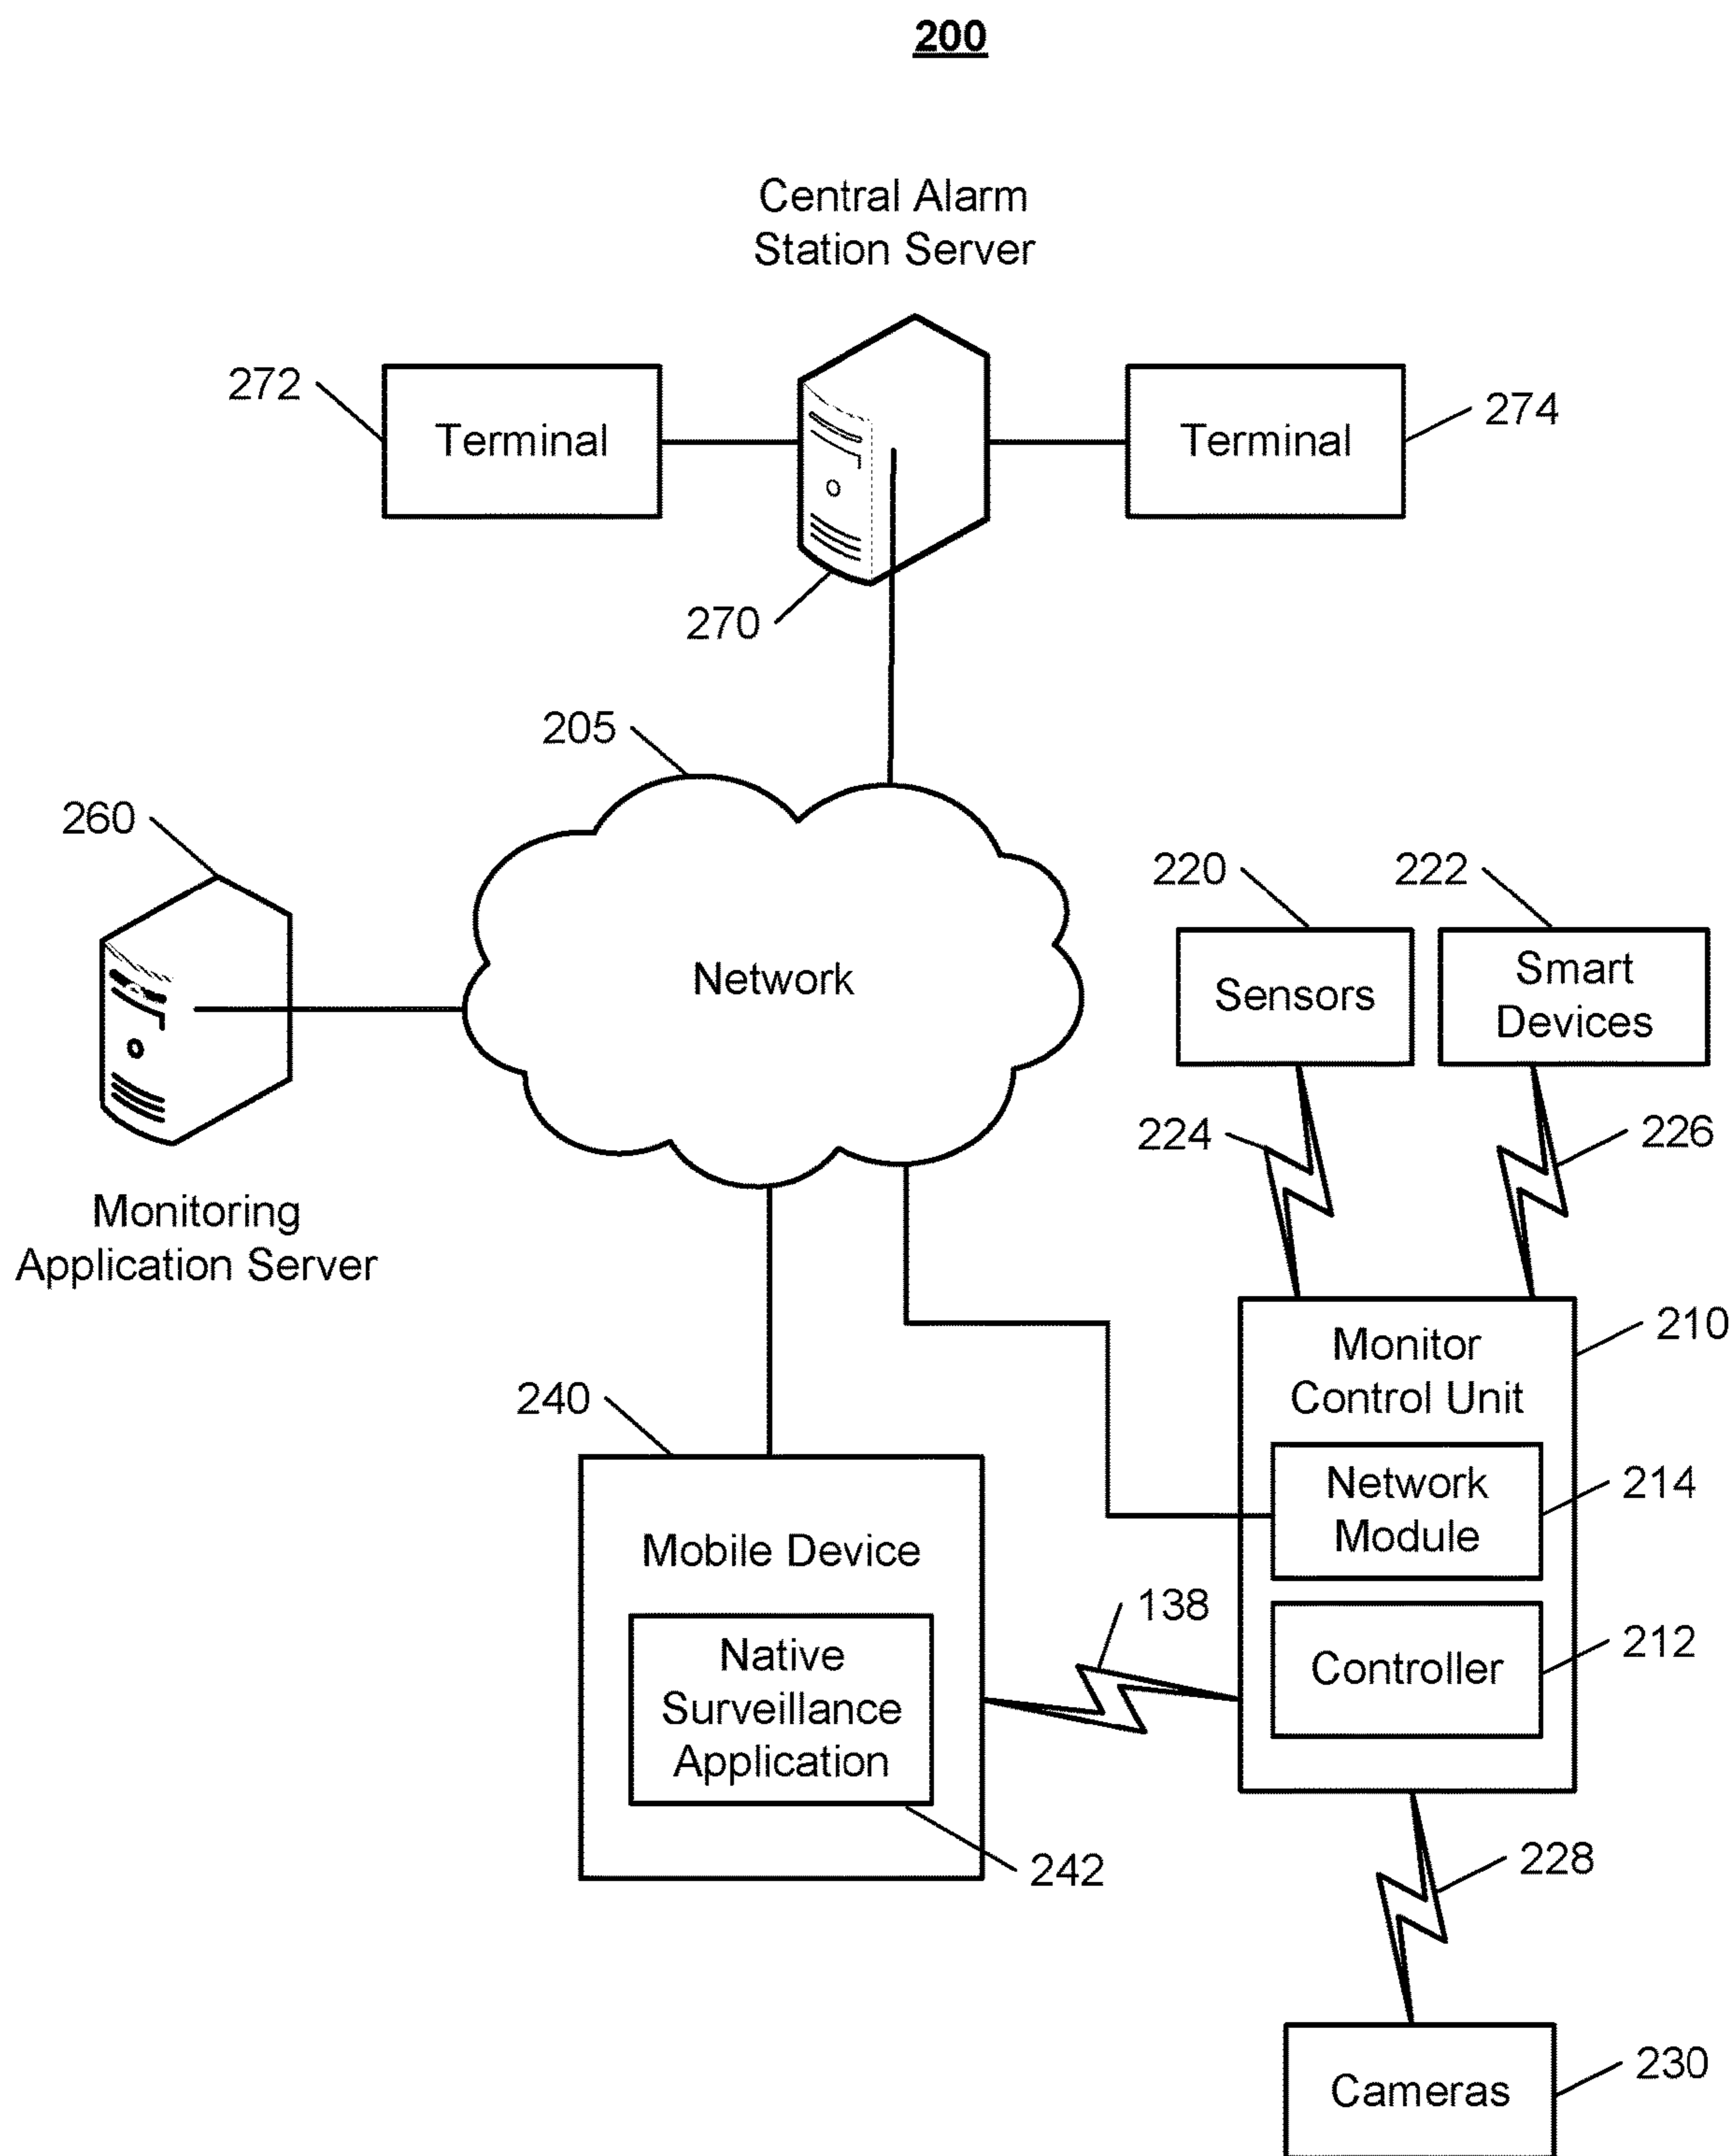 200
Central Alarm
Station Server
272
Terminal
Terminal
274
270
205
260
220
222
Network
Sensors
Smart
Devices
224
226
Monitoring
Application Server
210
Monitor
Control Unit
240
Network
Module
214
Mobile Device
138
Native
Surveillance
Application
Controller
212
242
228
Cameras
230